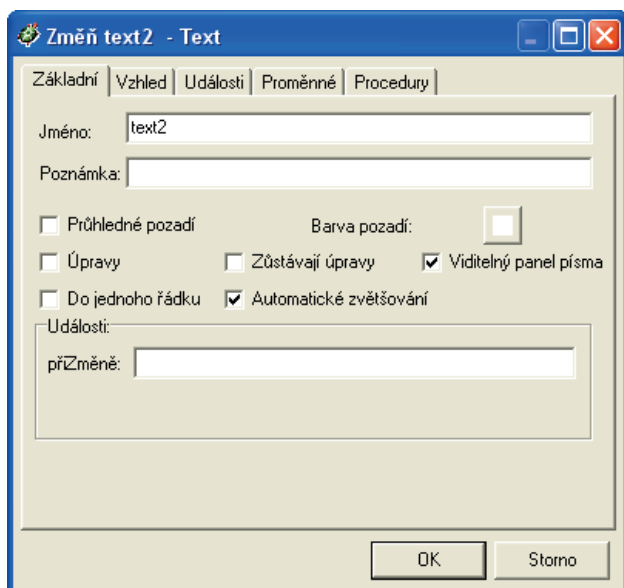 Změň text2 - Text
Základní Vzhled Události Proměnné Procedury
Jméno: text2
Poznámka:
Průhledné pozadí Barva pozadí:
Úpravy Zůstávají úpravy Viditelný panel písma
Do jednoho řádku Automatické zvětšování
Události:
přiZměně:
OK Storno